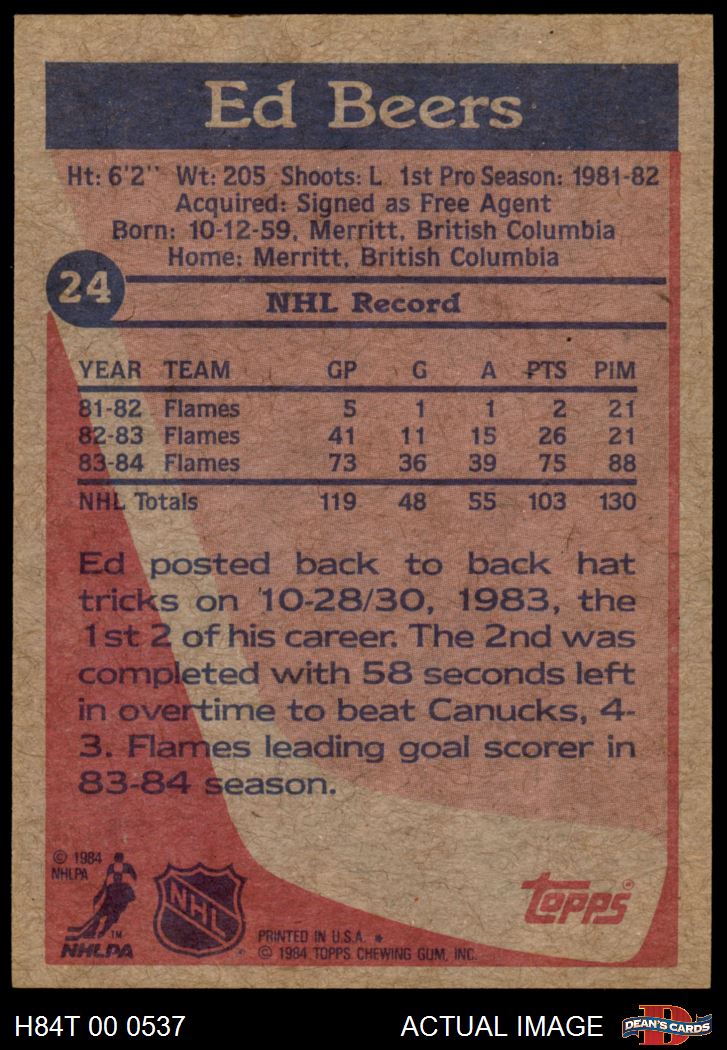 Ed Beers
Ht: 6'2" Wt: 205 Shoots: L 1st Pro Season: 1981-82
Acquired: Signed as Free Agent
Born: 10-12-59, Merritt, British Columbia
Home: Merritt, British Columbia
24
NHL Record
YEAR TEAM GP G A PTS PIM
81-82 Flames 5 1 1 2 21
82-83 Flames 41 11 15 26 21
83-84 Flames 73 36 39 75 88
NHL Totals 119 48 55 103 130
Ed posted back to back hat
tricks on 10-28/30, 1983, the
1st 2 of his career. The 2nd was
completed with 58 seconds left
in overtime to beat Canucks, 4-
3. Flames leading goal scorer in
83-84 season.
© 1984
NHLPA
TM
NHLPA
NHL
®
PRINTED IN U.S.A. *
© 1984 TOPPS CHEWING GUM, INC.
topps®
H84T 00 0537
ACTUAL IMAGE
D
DEAN'S CARDS